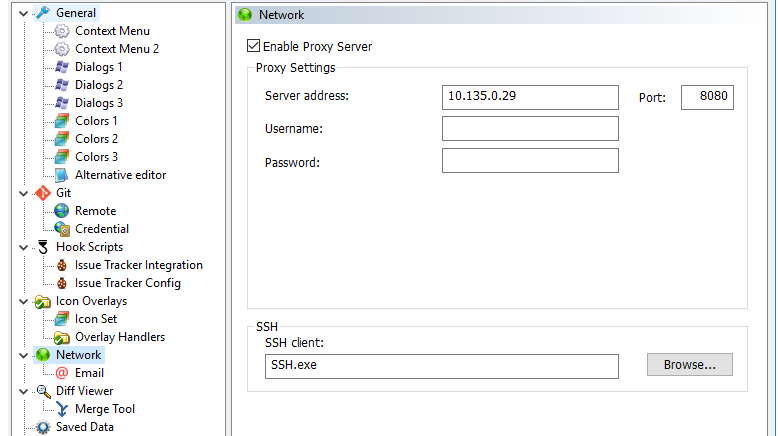 General
Context Menu
Context Menu 2
Dialogs 1
Dialogs 2
Dialogs 3
Colors 1
Colors 2
Colors 3
Alternative editor
Git
Remote
Credential
Hook Scripts
Issue Tracker Integration
Issue Tracker Config
Icon Overlays
Icon Set
Overlay Handlers
Network
Email
Diff Viewer
Merge Tool
Saved Data
Network
Enable Proxy Server
Proxy Settings
Server address: 10.135.0.29 Port: 8080
Username:
Password:
SSH
SSH client:
SSH.exe Browse...